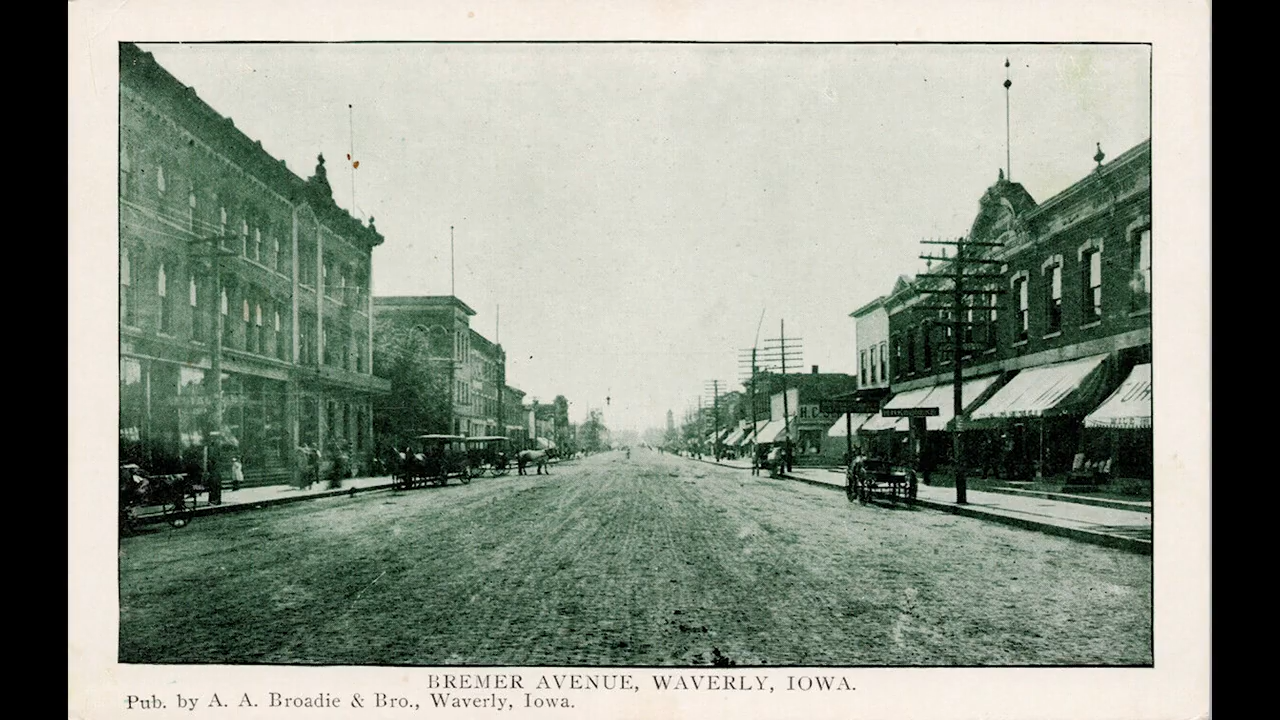 H. C.
BREMER AVENUE, WAVERLY, IOWA.
Pub. by A. A. Broadie & Bro., Waverly, Iowa.